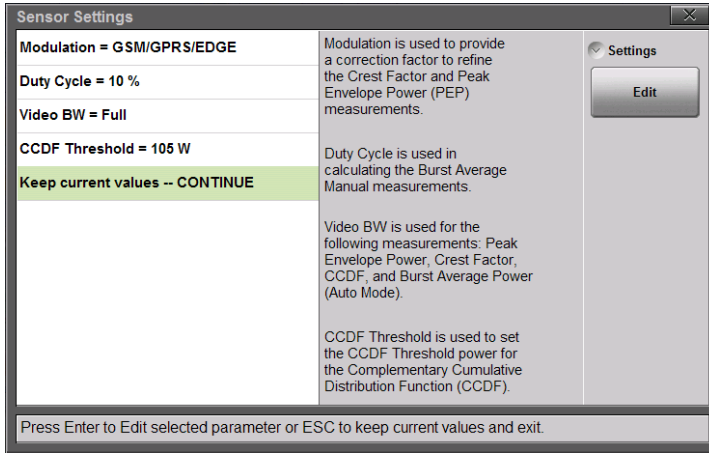 Sensor Settings
Modulation = GSM/GPRS/EDGE
Duty Cycle = 10 %
Video BW = Full
CCDF Threshold = 105 W
Keep current values -- CONTINUE
Modulation is used to provide
a correction factor to refine
the Crest Factor and Peak
Envelope Power (PEP)
measurements.
Duty Cycle is used in
calculating the Burst Average
Manual measurements.
Video BW is used for the
following measurements: Peak
Envelope Power, Crest Factor,
CCDF, and Burst Average Power
(Auto Mode).
CCDF Threshold is used to set
the CCDF Threshold power for
the Complementary Cumulative
Distribution Function (CCDF).
Settings
Edit
Press Enter to Edit selected parameter or ESC to keep current values and exit.